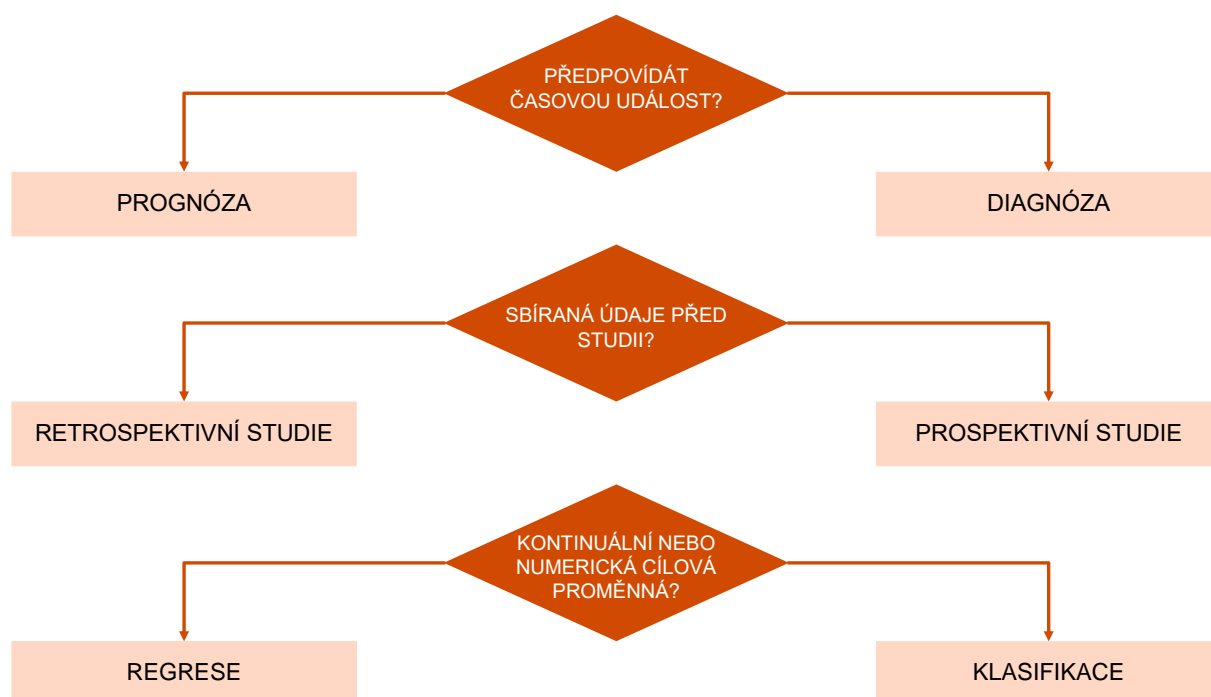 PŘEDPOVÍDÁT
ČASOVOU UDÁLOST?
PROGNÓZA
DIAGNÓZA
SBÍRANÁ ÚDAJE PŘED
STUDII?
RETROSPEKTIVNÍ STUDIE
PROSPEKTIVNÍ STUDIE
KONTINUÁLNÍ NEBO
NUMERICKÁ CÍLOVÁ
PROMĚNNÁ?
REGRESE
KLASIFIKACE